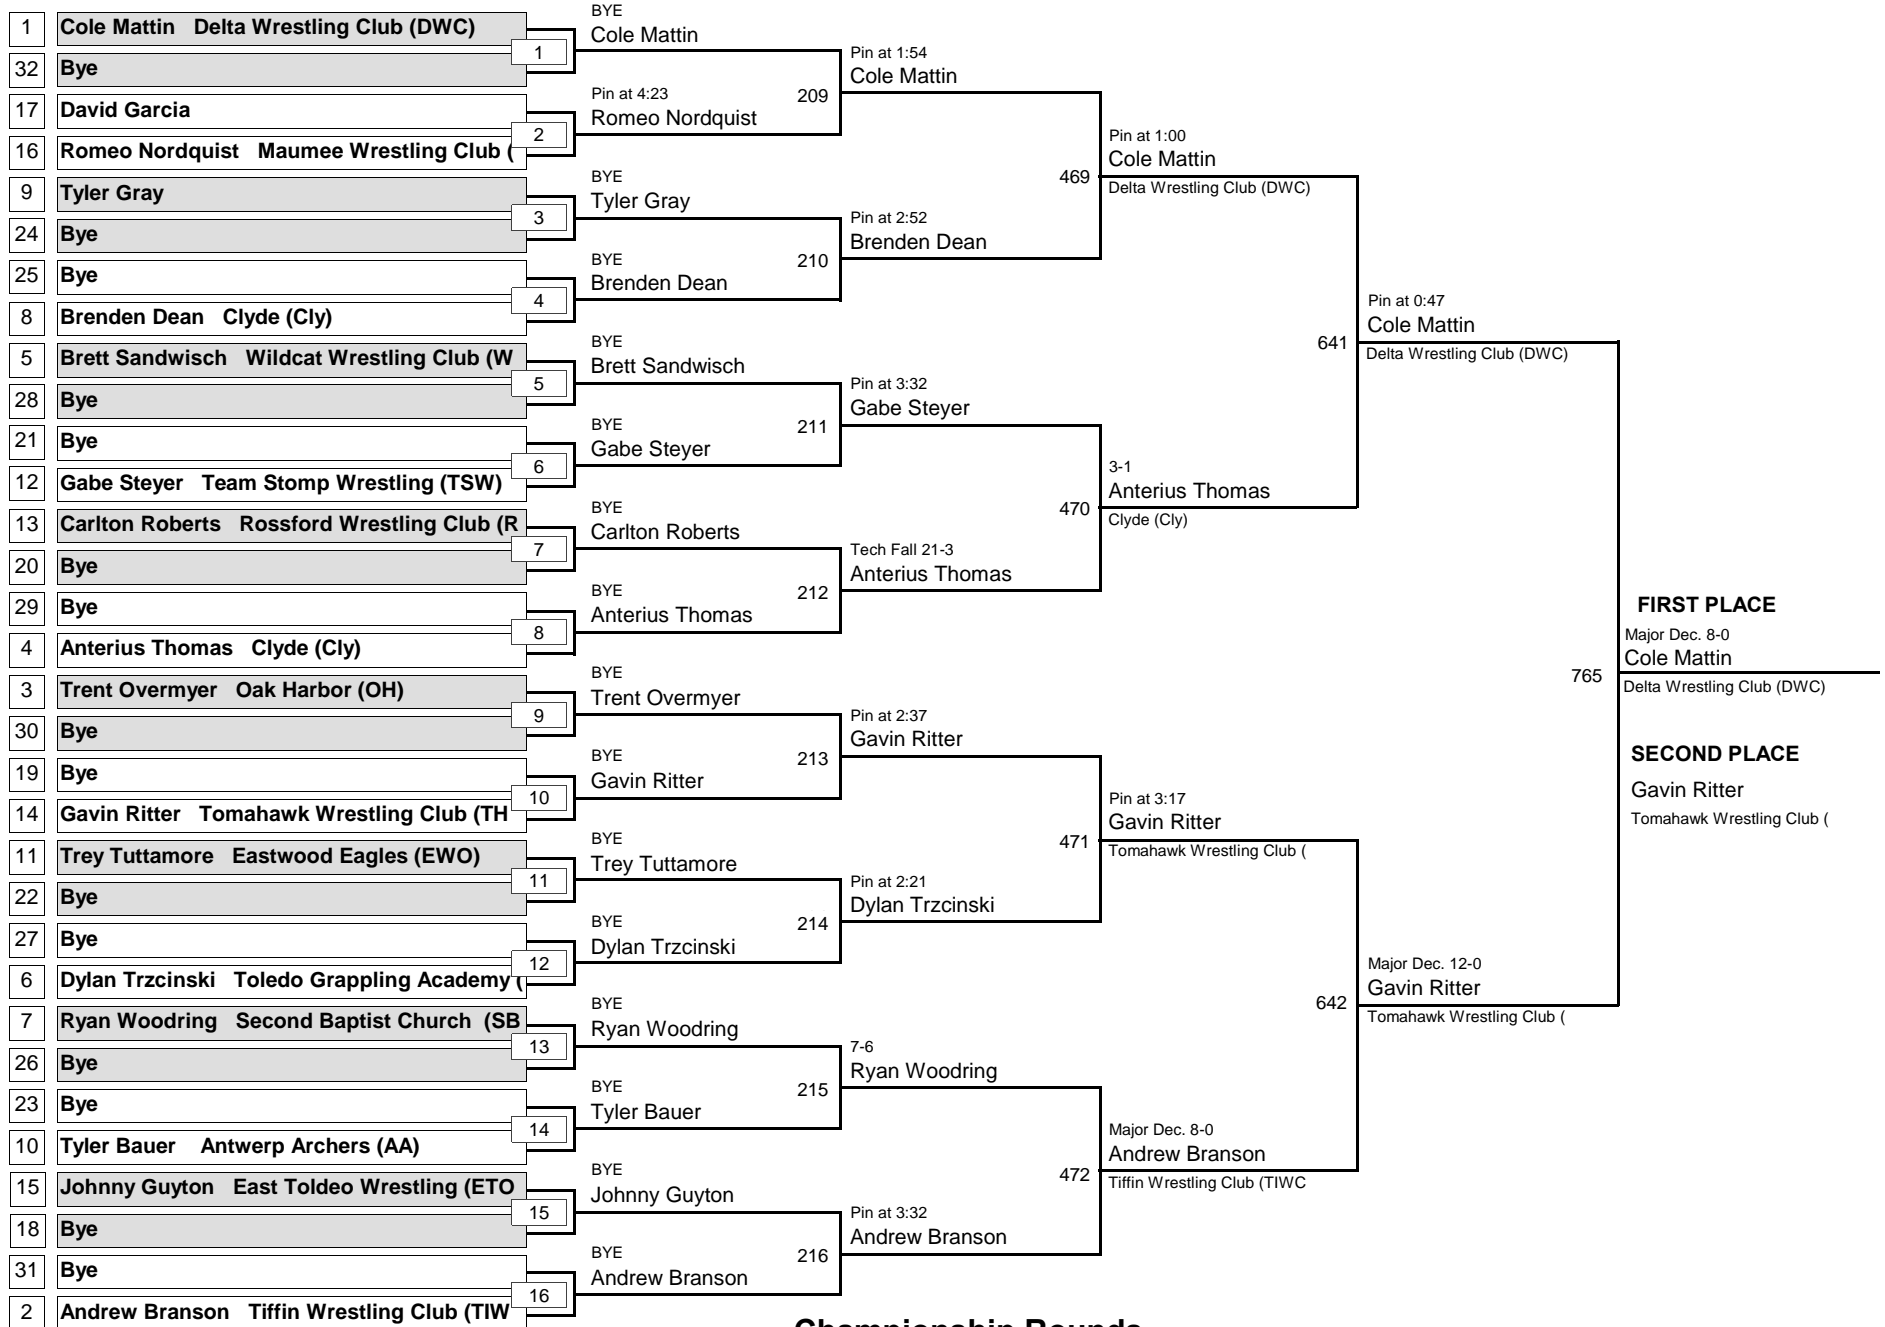 1 Cole Mattin Delta Wrestling Club (DWC)
32 Bye
17 David Garcia
16 Romeo Nordquist Maumee Wrestling Club (
9 Tyler Gray
24 Bye
25 Bye
8 Brenden Dean Clyde (Cly)
5 Brett Sandwisch Wildcat Wrestling Club (W
28 Bye
21 Bye
12 Gabe Steyer Team Stomp Wrestling (TSW)
13 Carlton Roberts Rossford Wrestling Club (R
20 Bye
29 Bye
4 Anterius Thomas Clyde (Cly)
3 Trent Overmyer Oak Harbor (OH)
30 Bye
19 Bye
14 Gavin Ritter Tomahawk Wrestling Club (TH
11 Trey Tuttamore Eastwood Eagles (EWO)
22 Bye
27 Bye
6 Dylan Trzcinski Toledo Grappling Academy (
7 Ryan Woodring Second Baptist Church (SB
26 Bye
23 Bye
10 Tyler Bauer Antwerp Archers (AA)
15 Johnny Guyton East Toldeo Wrestling (ETO
18 Bye
31 Bye
2 Andrew Branson Tiffin Wrestling Club (TIW
1
2
3
4
5
6
7
8
9
10
11
12
13
14
15
16
BYE
Cole Mattin
Pin at 4:23
Romeo Nordquist
BYE
Tyler Gray
BYE
Brenden Dean
BYE
Brett Sandwisch
BYE
Gabe Steyer
BYE
Carlton Roberts
BYE
Anterius Thomas
BYE
Trent Overmyer
BYE
Gavin Ritter
BYE
Trey Tuttamore
BYE
Dylan Trzcinski
BYE
Ryan Woodring
BYE
Tyler Bauer
BYE
Johnny Guyton
BYE
Andrew Branson
209
210
211
212
213
214
215
216
Pin at 1:54
Cole Mattin
Pin at 2:52
Brenden Dean
Pin at 3:32
Gabe Steyer
Tech Fall 21-3
Anterius Thomas
Pin at 2:37
Gavin Ritter
Pin at 2:21
Dylan Trzcinski
7-6
Ryan Woodring
Pin at 3:32
Andrew Branson
469
470
471
472
Pin at 1:00
Cole Mattin
Delta Wrestling Club (DWC)
3-1
Anterius Thomas
Clyde (Cly)
Pin at 3:17
Gavin Ritter
Tomahawk Wrestling Club (
Major Dec. 8-0
Andrew Branson
Tiffin Wrestling Club (TIWC
641
642
Pin at 0:47
Cole Mattin
Delta Wrestling Club (DWC)
Major Dec. 12-0
Gavin Ritter
Tomahawk Wrestling Club (
765
FIRST PLACE
Major Dec. 8-0
Cole Mattin
Delta Wrestling Club (DWC)
SECOND PLACE
Gavin Ritter
Tomahawk Wrestling Club (
Championship Rounds